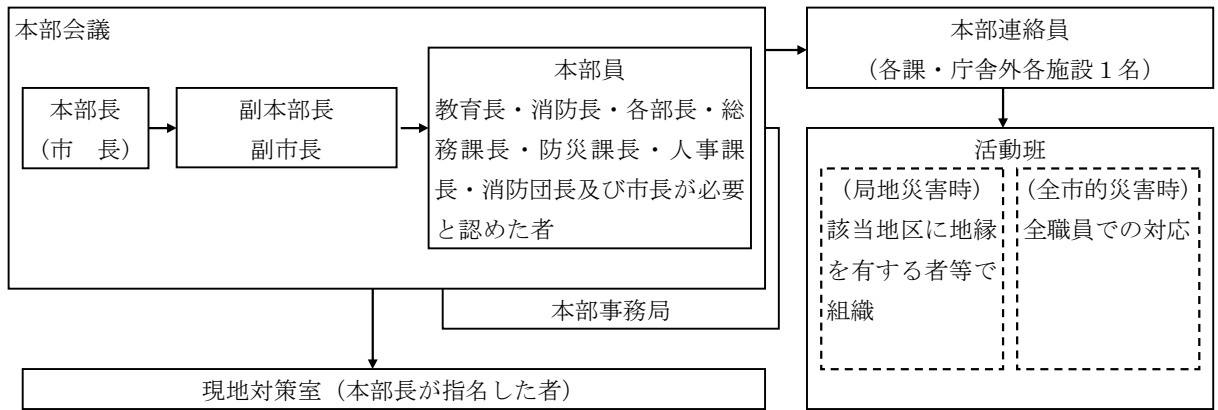 本部会議
本部長
（市　長）
副本部長
副市長
本部員
教育長・消防長・各部長・総
務課長・防災課長・人事課
長・消防団長及び市長が必要
と認めた者
本部事務局
現地対策室（本部長が指名した者）
本部連絡員
（各課・庁舎外各施設１名）
活動班
（局地災害時）
該当地区に地縁
を有する者等で
組織
（全市的災害時）
全職員での対応